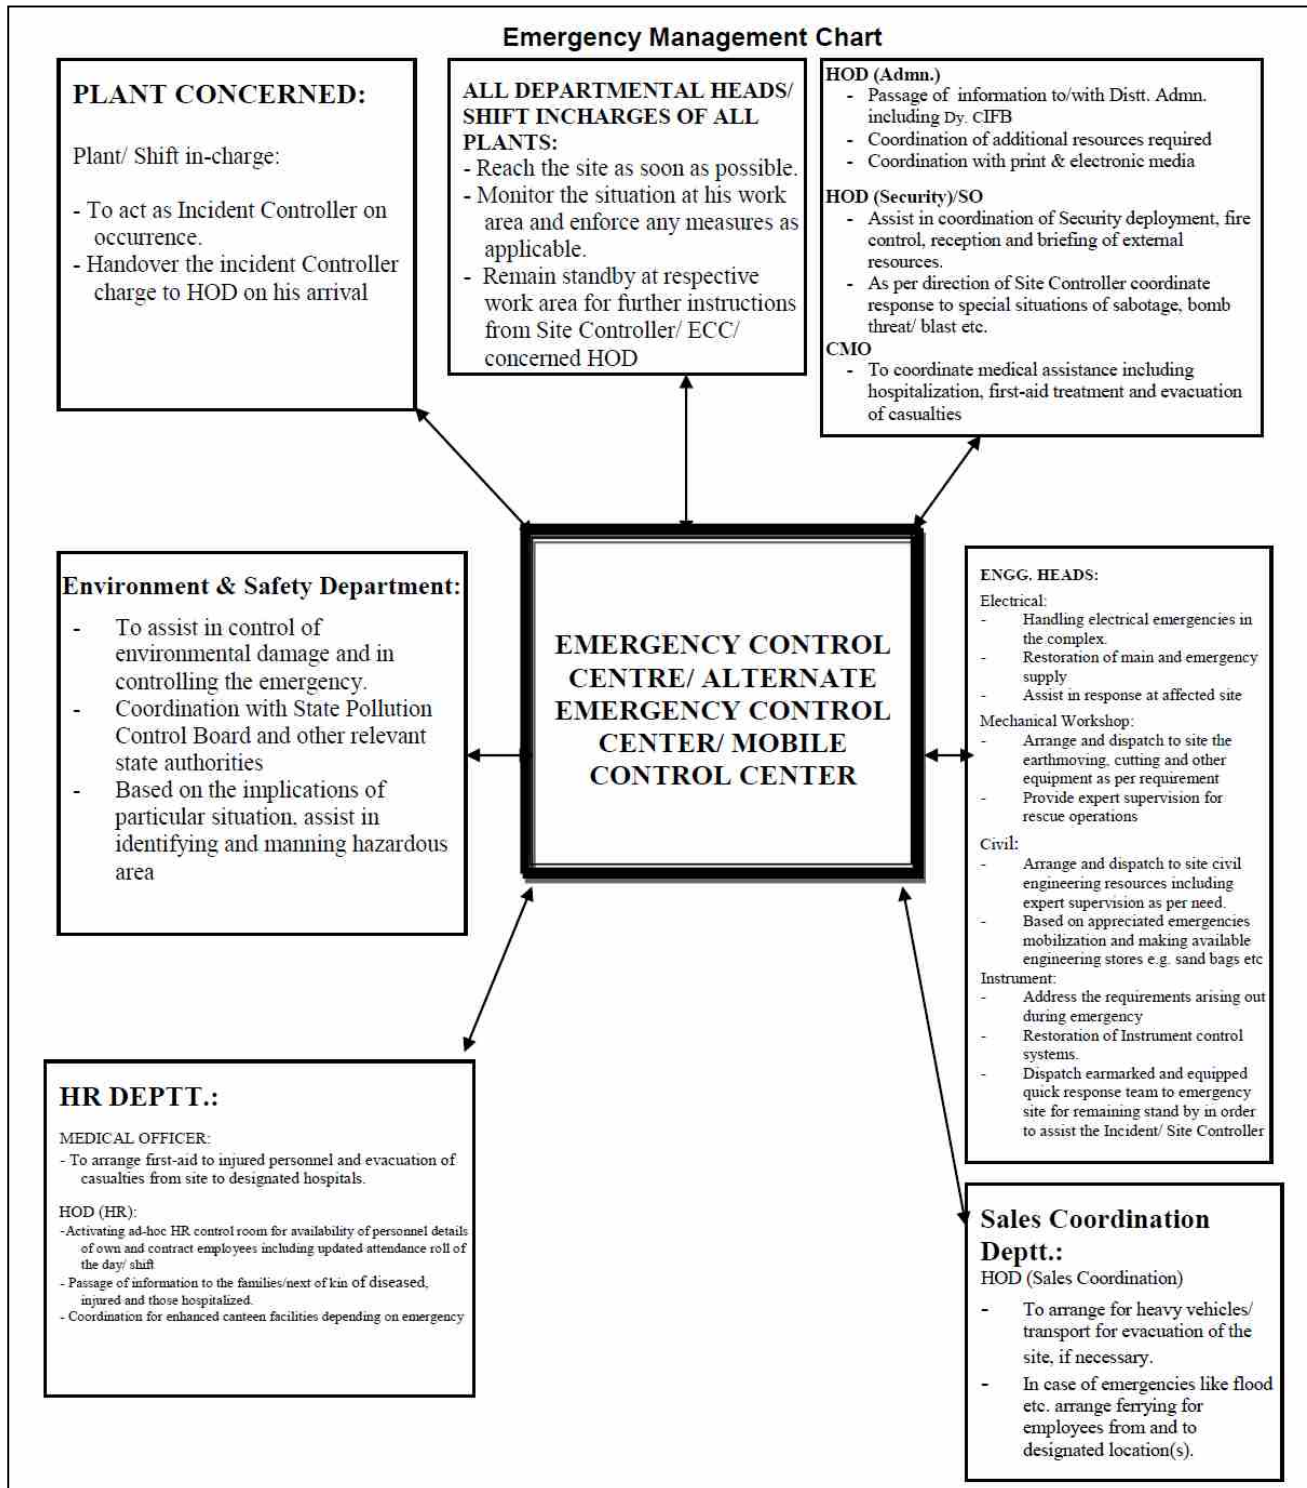 Emergency Management Chart
PLANT CONCERNED:
Plant/ Shift in-charge:
- To act as Incident Controller on
occurrence.
- Handover the incident Controller
charge to HOD on his arrival
ALL DEPARTMENTAL HEADS/
SHIFT INCHARGES OF ALL
PLANTS:
- Reach the site as soon as possible.
- Monitor the situation at his work
area and enforce any measures as
applicable.
- Remain standby at respective
work area for further instructions
from Site Controller/ ECC/
concerned HOD
HOD (Admn.)
- Passage of information to/with Distt. Admn.
including Dy. CIFB
- Coordination of additional resources required
- Coordination with print & electronic media
HOD (Security)/SO
- Assist in coordination of Security deployment, fire
control, reception and briefing of external
resources.
- As per direction of Site Controller coordinate
response to special situations of sabotage, bomb
threat/ blast etc.
CMO
- To coordinate medical assistance including
hospitalization, first-aid treatment and evacuation
of casualties
Environment & Safety Department:
- To assist in control of
environmental damage and in
controlling the emergency.
- Coordination with State Pollution
Control Board and other relevant
state authorities
- Based on the implications of
particular situation, assist in
identifying and manning hazardous
area
EMERGENCY CONTROL
CENTRE/ ALTERNATE
EMERGENCY CONTROL
CENTER/ MOBILE
CONTROL CENTER
ENGG. HEADS:
Electrical:
- Handling electrical emergencies in
the complex.
- Restoration of main and emergency
supply
- Assist in response at affected site
Mechanical Workshop:
- Arrange and dispatch to site the
earthmoving, cutting and other
equipment as per requirement
- Provide expert supervision for
rescue operations
Civil:
- Arrange and dispatch to site civil
engineering resources including
expert supervision as per need.
- Based on appreciated emergencies
mobilization and making available
engineering stores e.g. sand bags etc
Instrument:
- Address the requirements arising out
during emergency
- Restoration of Instrument control
systems.
- Dispatch earmarked and equipped
quick response team to emergency
site for remaining stand by in order
to assist the Incident/ Site Controller
HR DEPTT.:
MEDICAL OFFICER:
- To arrange first-aid to injured personnel and evacuation of
casualties from site to designated hospitals.
HOD (HR):
- Activating ad-hoc HR control room for availability of personnel details
of own and contract employees including updated attendance roll of
the day/ shift
- Passage of information to the families/next of kin of diseased,
injured and those hospitalized.
- Coordination for enhanced canteen facilities depending on emergency
Sales Coordination
Deptt.:
HOD (Sales Coordination)
- To arrange for heavy vehicles/
transport for evacuation of the
site, if necessary.
- In case of emergencies like flood
etc. arrange ferrying for
employees from and to
designated location(s).